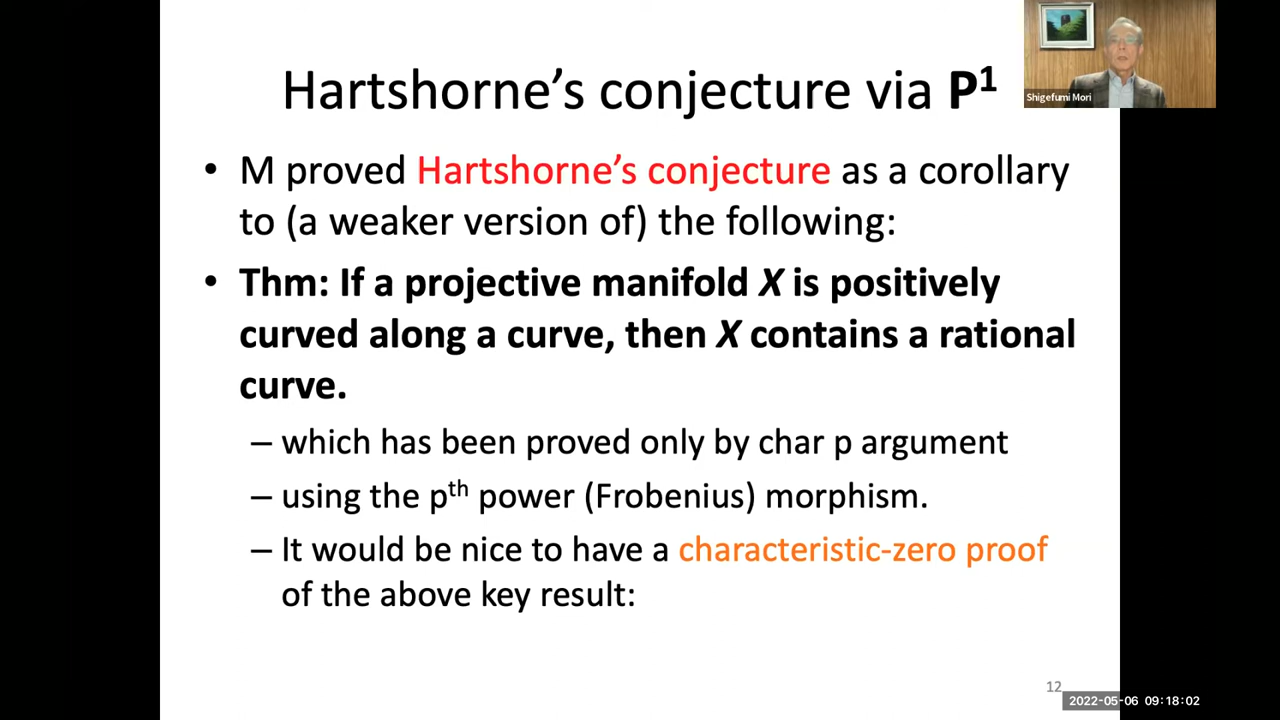 Hartshorne's conjecture via P¹
Shigefumi Mori
• M proved Hartshorne's conjecture as a corollary
to (a weaker version of) the following:
• Thm: If a projective manifold X is positively
curved along a curve, then X contains a rational
curve.
– which has been proved only by char p argument
– using the pᵗʰ power (Frobenius) morphism.
– It would be nice to have a characteristic-zero proof
of the above key result:
12
2022-05-06 09:18:02